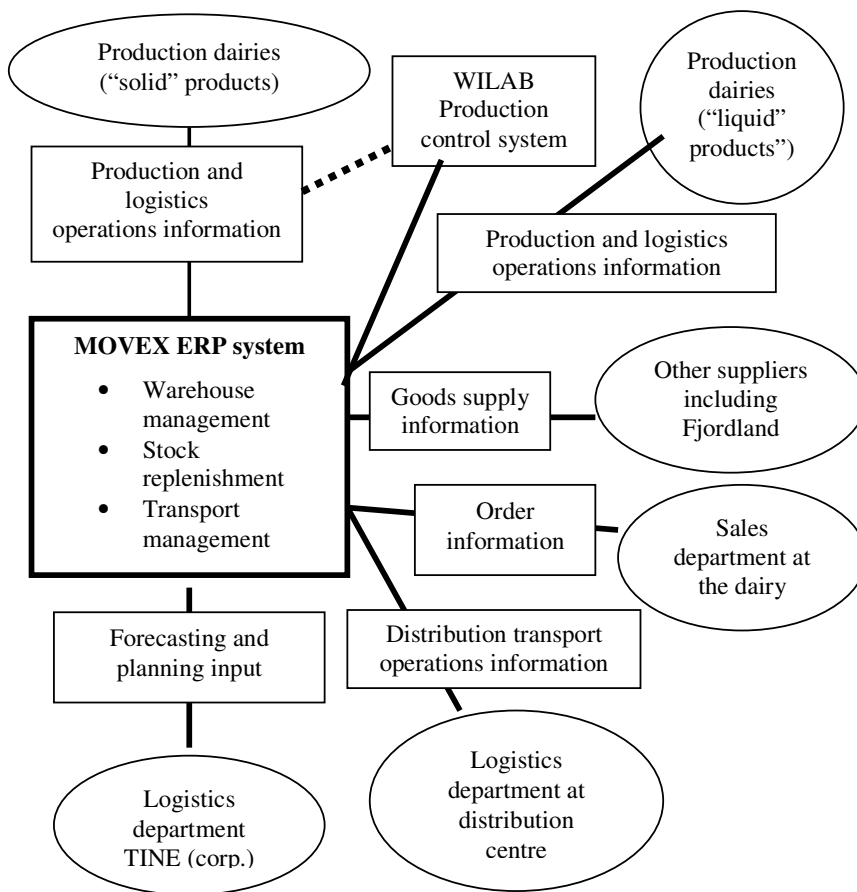 Production dairies
(“solid” products)
WILAB
Production
control system
Production
dairies
(“liquid”
products”)
Production and
logistics
operations information
Production and logistics
operations information
MOVEX ERP system
• Warehouse
management
• Stock
replenishment
• Transport
management
Goods supply
information
Other suppliers
including
Fjordland
Order
information
Sales
department at
the dairy
Forecasting and
planning input
Distribution transport
operations information
Logistics
department
TINE (corp.)
Logistics
department at
distribution
centre